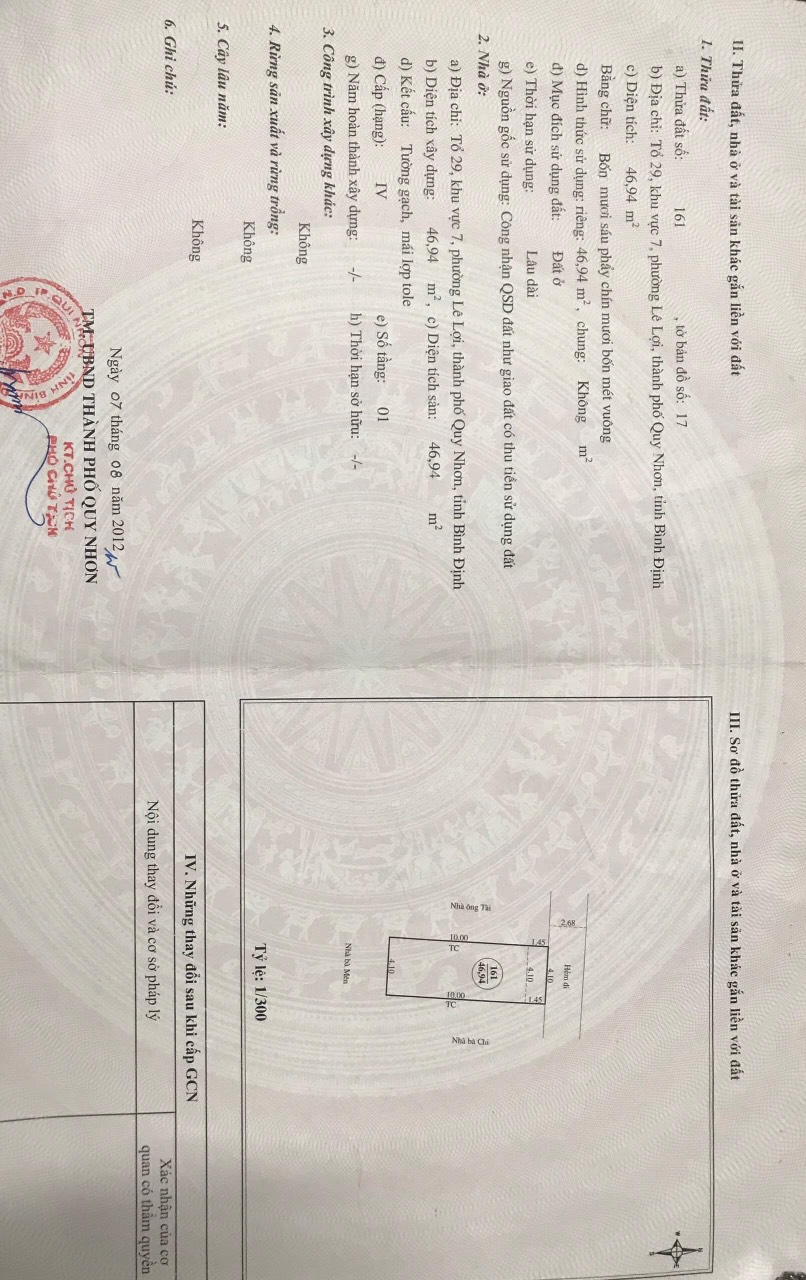 II. Thửa đất, nhà ở và tài sản khác gắn liền với đất
1. Thửa đất:
a) Thửa đất số: 161 , tờ bản đồ số: 17
b) Địa chỉ: Tổ 29, khu vực 7, phường Lê Lợi, thành phố Quy Nhơn, tỉnh Bình Định
c) Diện tích: 46,94 m²
Bằng chữ: Bốn mươi sáu phẩy chín mươi bốn mét vuông
d) Hình thức sử dụng: riêng: 46,94 m² , chung: Không m²
đ) Mục đích sử dụng đất: Đất ở
e) Thời hạn sử dụng: Lâu dài
g) Nguồn gốc sử dụng: Công nhận QSD đất như giao đất có thu tiền sử dụng đất
2. Nhà ở:
a) Địa chỉ: Tổ 29, khu vực 7, phường Lê Lợi, thành phố Quy Nhơn, tỉnh Bình Định
b) Diện tích xây dựng: 46,94 m² , c) Diện tích sàn: 46,94 m²
d) Kết cấu: Tường gạch, mái lợp tole
đ) Cấp (hạng): IV e) Số tầng: 01
g) Năm hoàn thành xây dựng: -/- h) Thời hạn sở hữu: -/-
3. Công trình xây dựng khác:
Không
4. Rừng sản xuất và rừng trồng:
Không
5. Cây lâu năm:
Không
6. Ghi chú:
Ngày 07 tháng 08 năm 2012
TM. UBND THÀNH PHỐ QUY NHƠN
KT.CHỦ TỊCH
PHÓ CHỦ TỊCH
N.D TP.QUI NHƠN
TỈNH BÌNH
III. Sơ đồ thửa đất, nhà ở và tài sản khác gắn liền với đất
N
E
Hẻm đi
2.68
4.10
1.45
4.10
1.45
161
46,94
Nhà ông Tài
10.00
TC
10.00
TC
Nhà bà Chi
4.10
Nhà bà Mên
Tỷ lệ: 1/300
IV. Những thay đổi sau khi cấp GCN
Nội dung thay đổi và cơ sở pháp lý
Xác nhận của cơ
quan có thẩm quyền